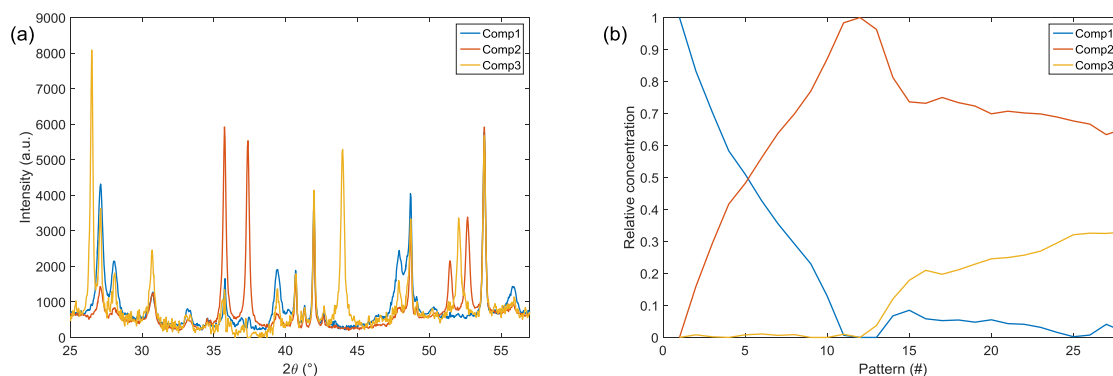 (a)
9000
8000
7000
6000
5000
4000
3000
2000
1000
0
Intensity (a.u.)
25 30 35 40 45 50 55
2θ (°)
Comp1
Comp2
Comp3
(b)
1
0.9
0.8
0.7
0.6
0.5
0.4
0.3
0.2
0.1
0
Relative concentration
0 5 10 15 20 25
Pattern (#)
Comp1
Comp2
Comp3